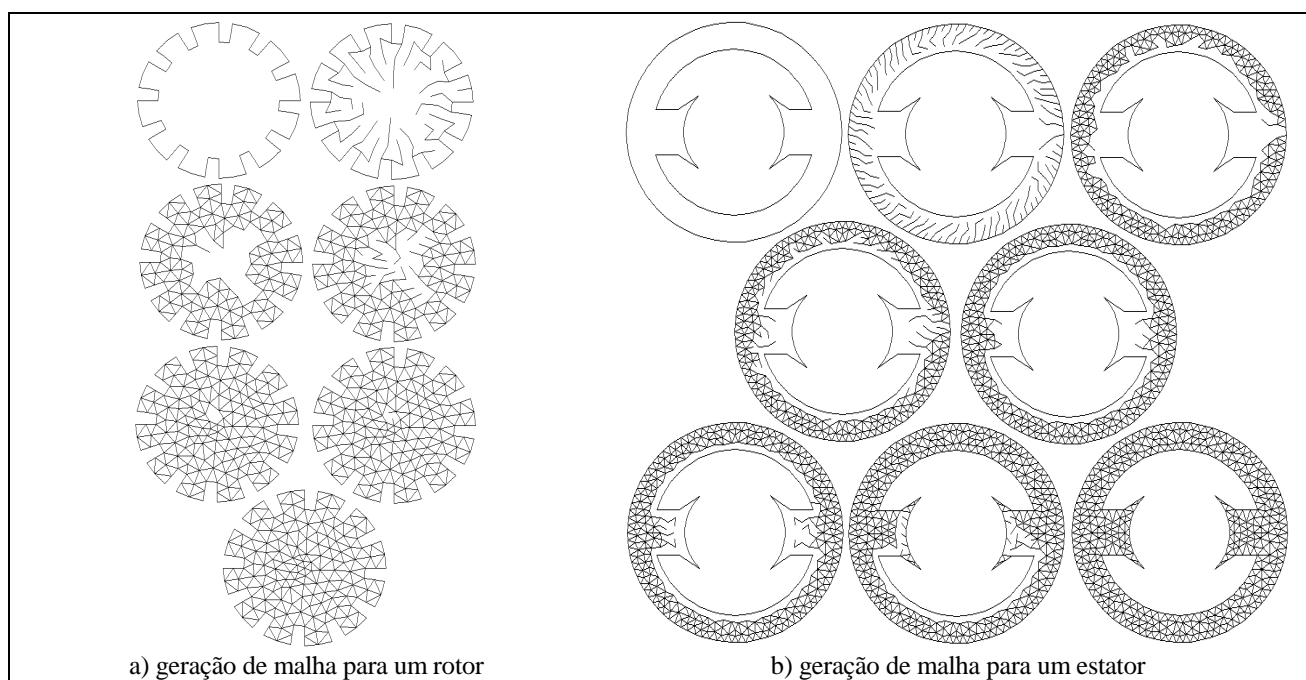 a) geração de malha para um rotor
b) geração de malha para um estator